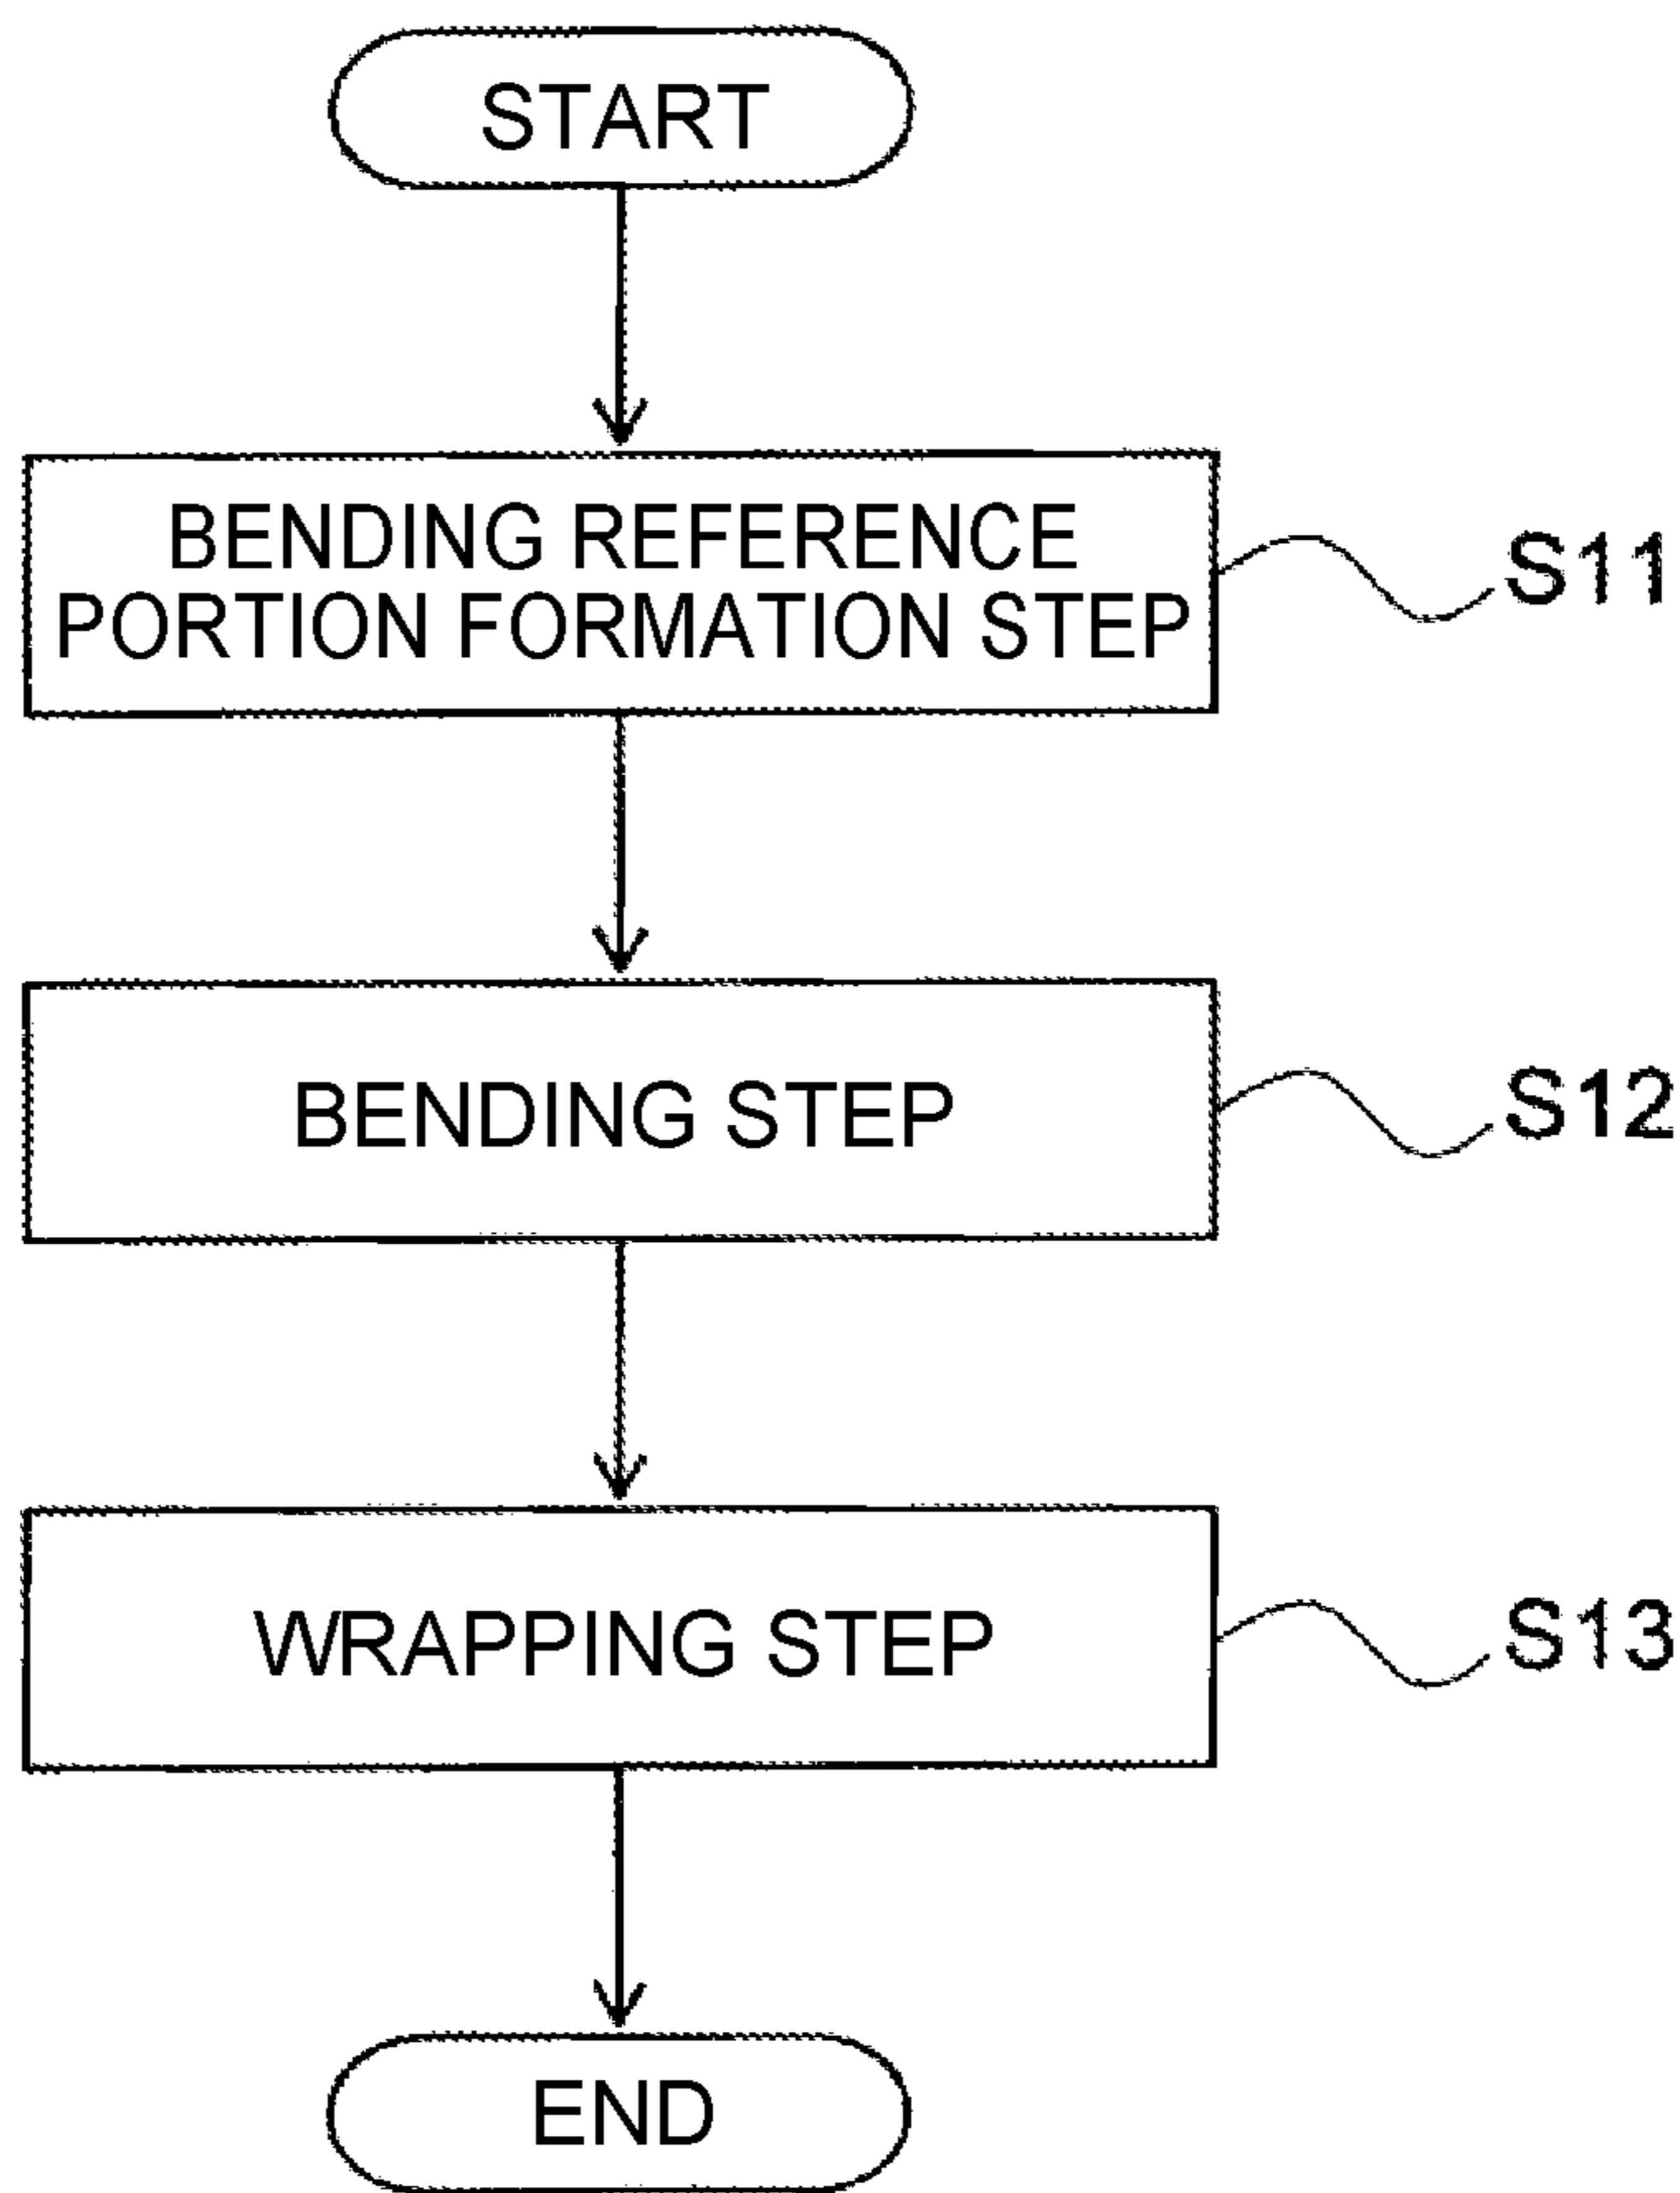 START
BENDING REFERENCE
PORTION FORMATION STEP
S11
BENDING STEP
S12
WRAPPING STEP
S13
END